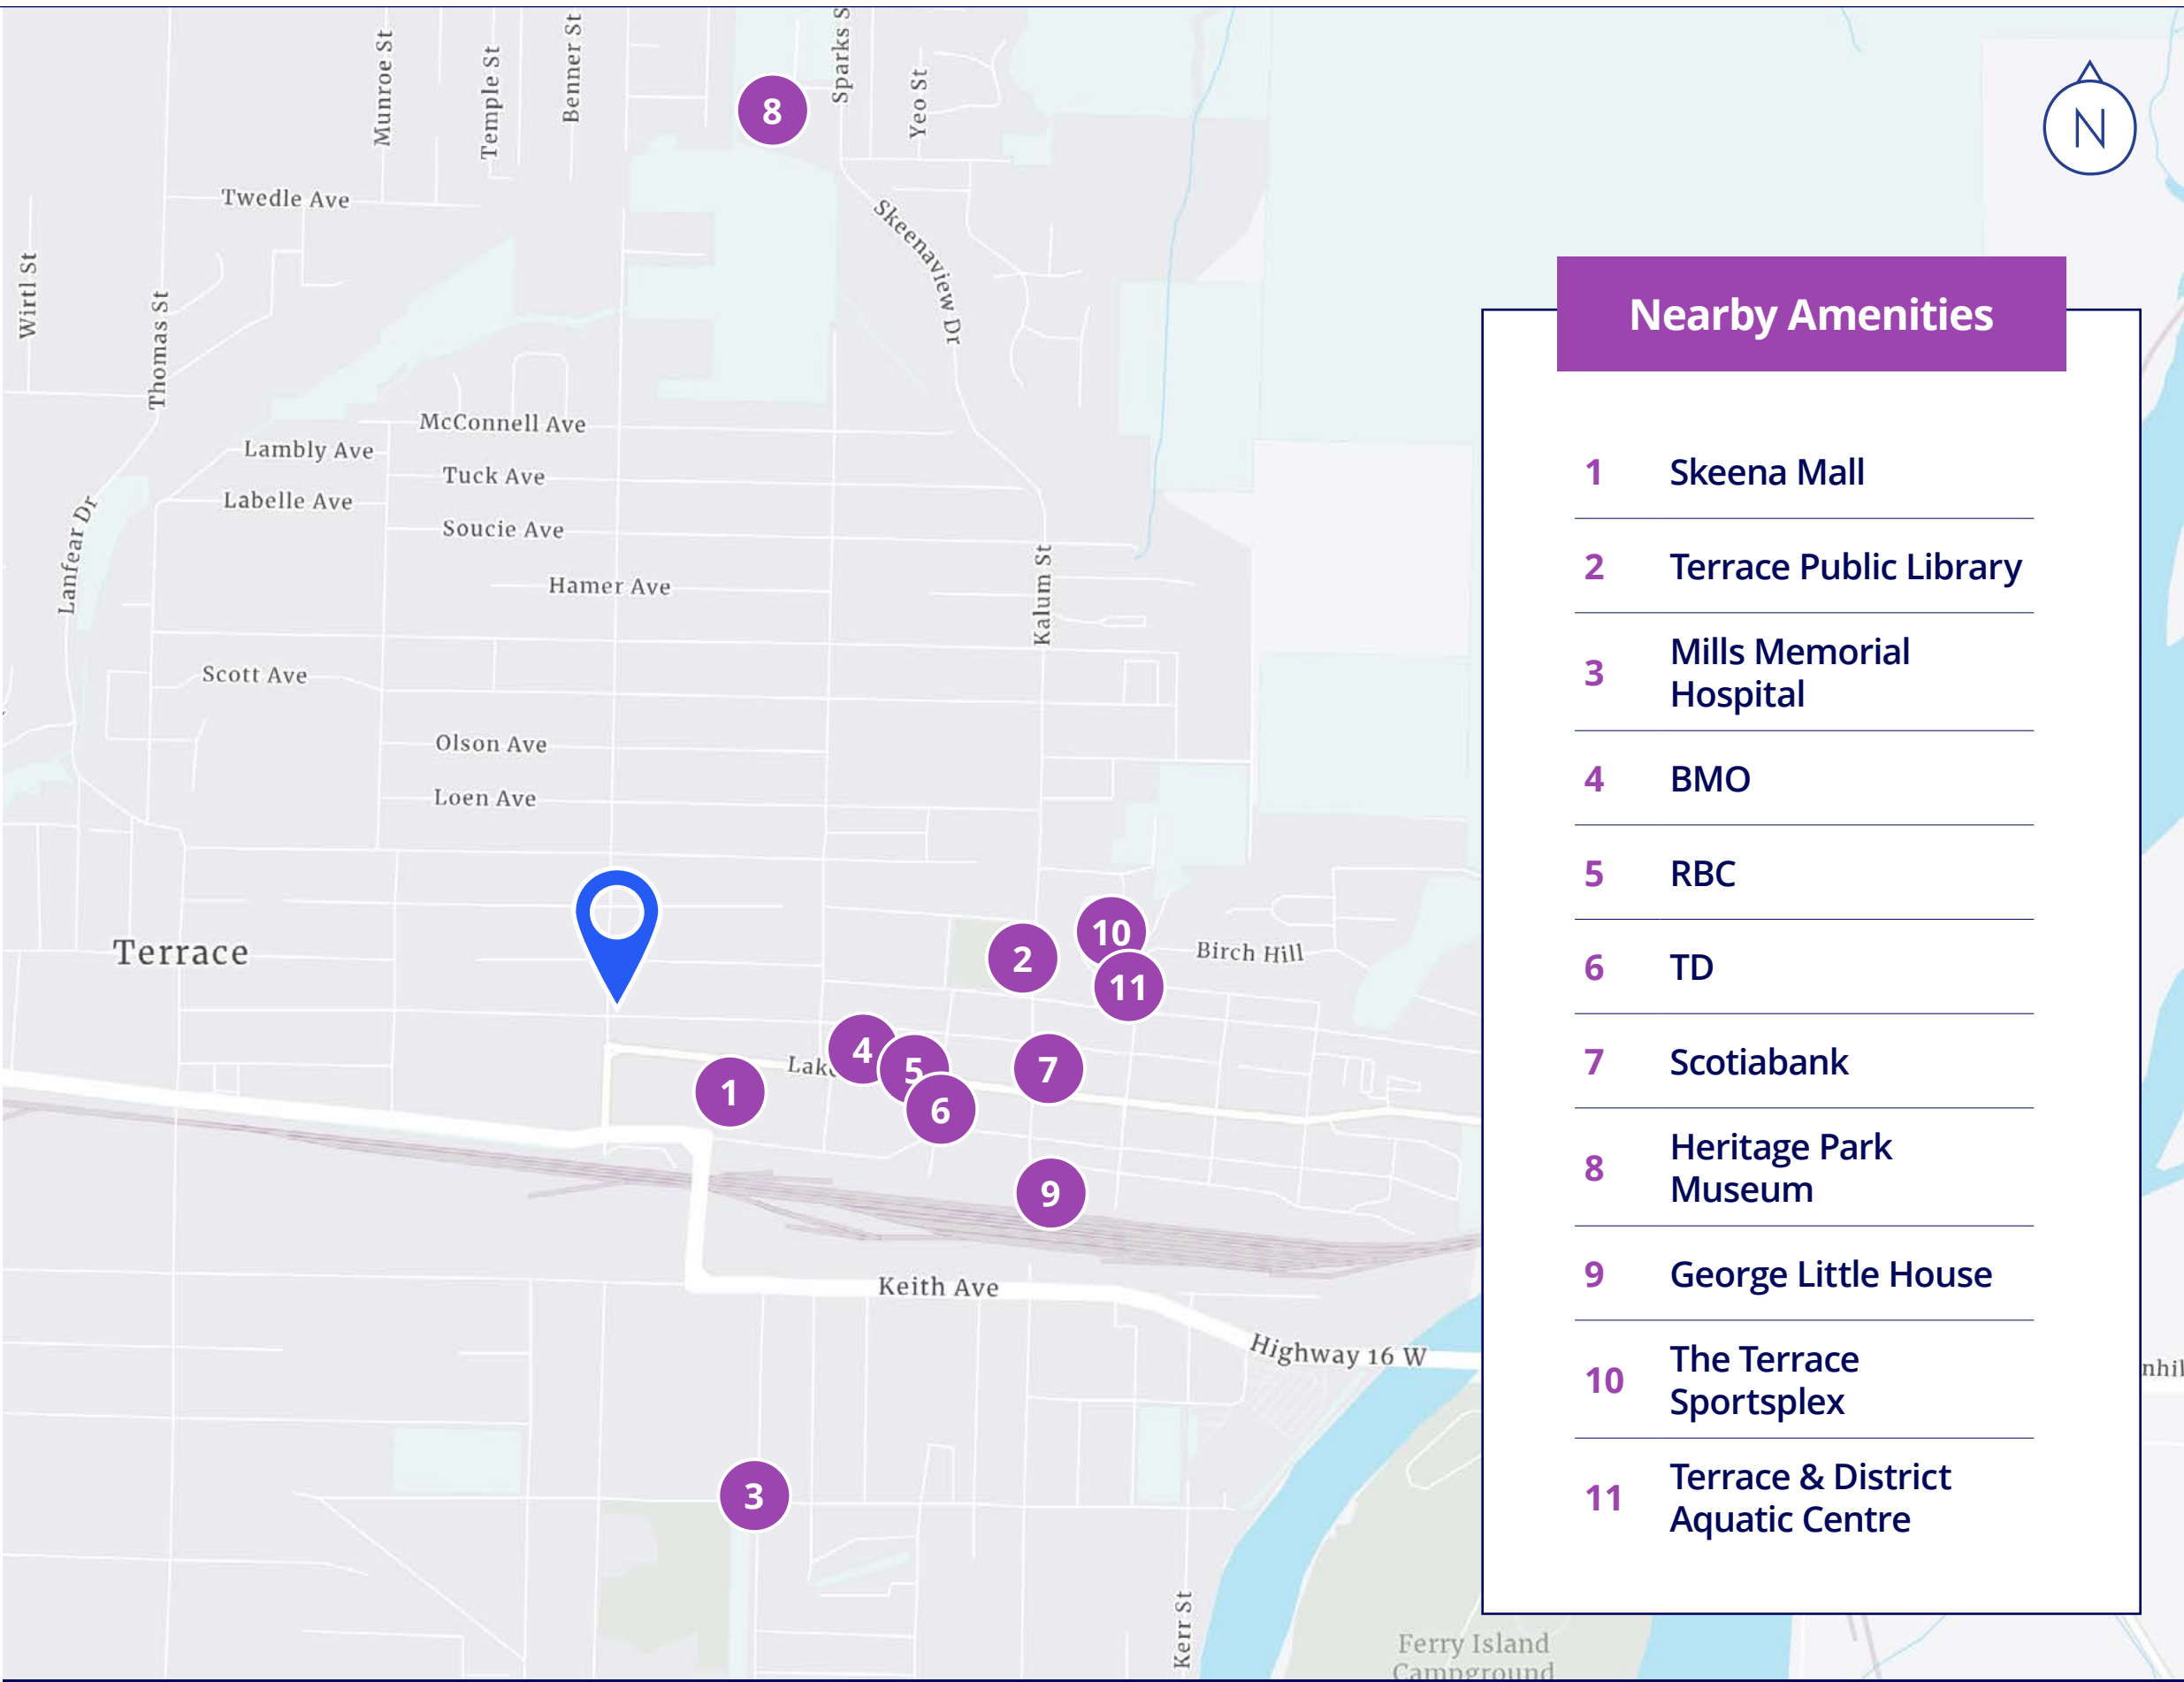 Munroe St
Temple St
Benner St
Sparks S
Yeo St
8
N
Twedle Ave
Skeenaview Dr
Wirtl St
Thomas St
McConnell Ave
Lambly Ave
Tuck Ave
Labelle Ave
Soucie Ave
Lanfear Dr
Hamer Ave
Kalum St
Scott Ave
Olson Ave
Loen Ave
Terrace
2
10
11
Birch Hill
4
5
6
7
1
9
Keith Ave
Highway 16 W
3
Kerr St
Ferry Island
Campground
Nearby Amenities
1 Skeena Mall
2 Terrace Public Library
3 Mills Memorial
Hospital
4 BMO
5 RBC
6 TD
7 Scotiabank
8 Heritage Park
Museum
9 George Little House
10 The Terrace
Sportsplex
11 Terrace & District
Aquatic Centre